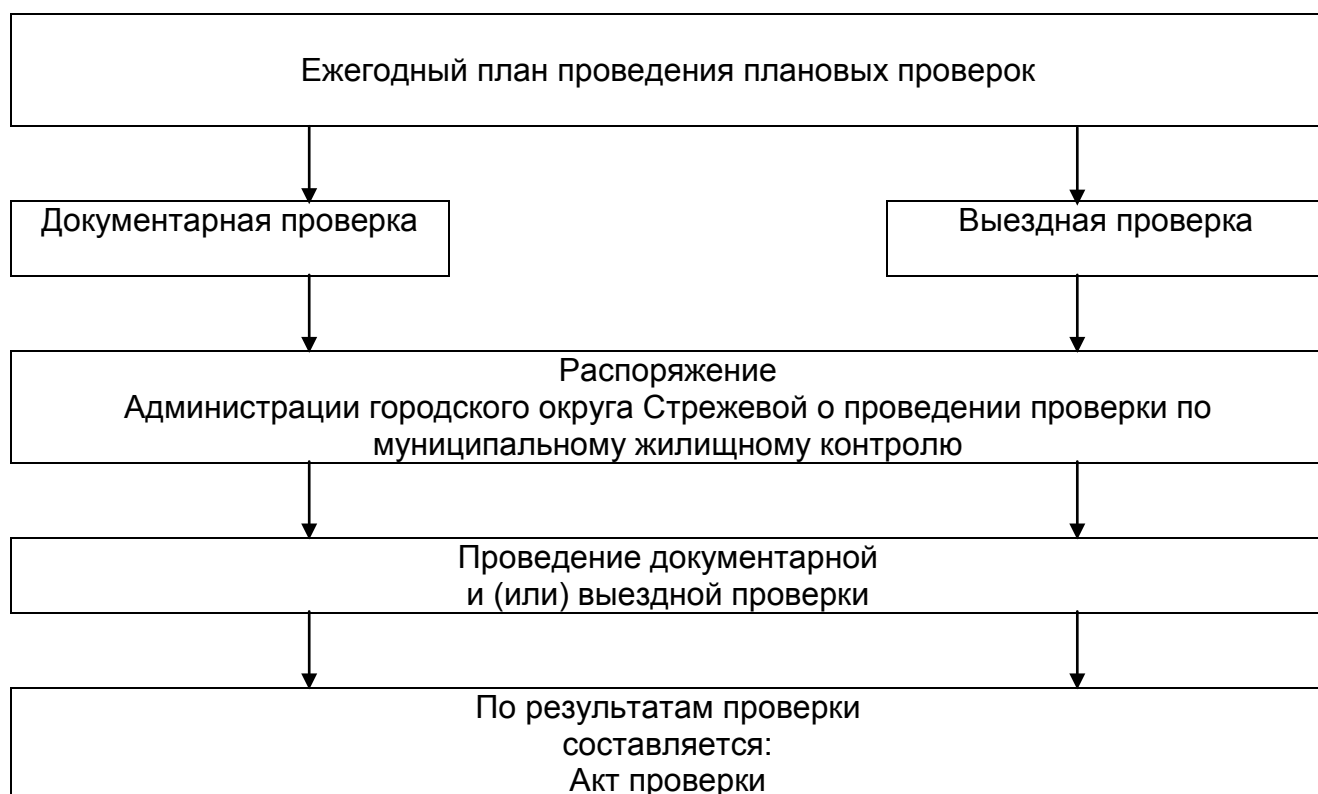 Ежегодный план проведения плановых проверок
Документарная проверка
Выездная проверка
Распоряжение
Администрации городского округа Стрежевой о проведении проверки по
муниципальному жилищному контролю
Проведение документарной
и (или) выездной проверки
По результатам проверки
составляется:
Акт проверки